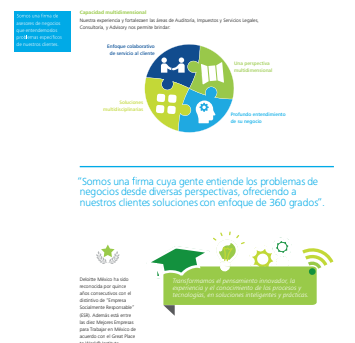 Somos una firma de
asesores de negocios
que entendemos los
problemas específicos
de nuestros clientes.
Capacidad multidimensional
Nuestra experiencia y fortalecen las áreas de Auditoría, Impuestos y Servicios Legales,
Consultoría, y Advisory nos permite brindar:
Enfoque colaborativo
de servicio al cliente
Una perspectiva
multidimensional
Soluciones
multidisciplinarias
Profundo entendimiento
de su negocio
"Somos una firma cuya gente entiende los problemas de
negocios desde diversas perspectivas, ofreciendo a
nuestros clientes soluciones con enfoque de 360 grados".
Deloitte México ha sido
reconocida por quince
años consecutivos con el
distintivo de "Empresa
Socialmente Responsable"
(ESR). Además está entre
las diez Mejores Empresas
para Trabajar en México de
acuerdo con el Great Place
Transformamos el pensamiento innovador, la
experiencia y el conocimiento de los procesos y
tecnologías, en soluciones inteligentes y prácticas.